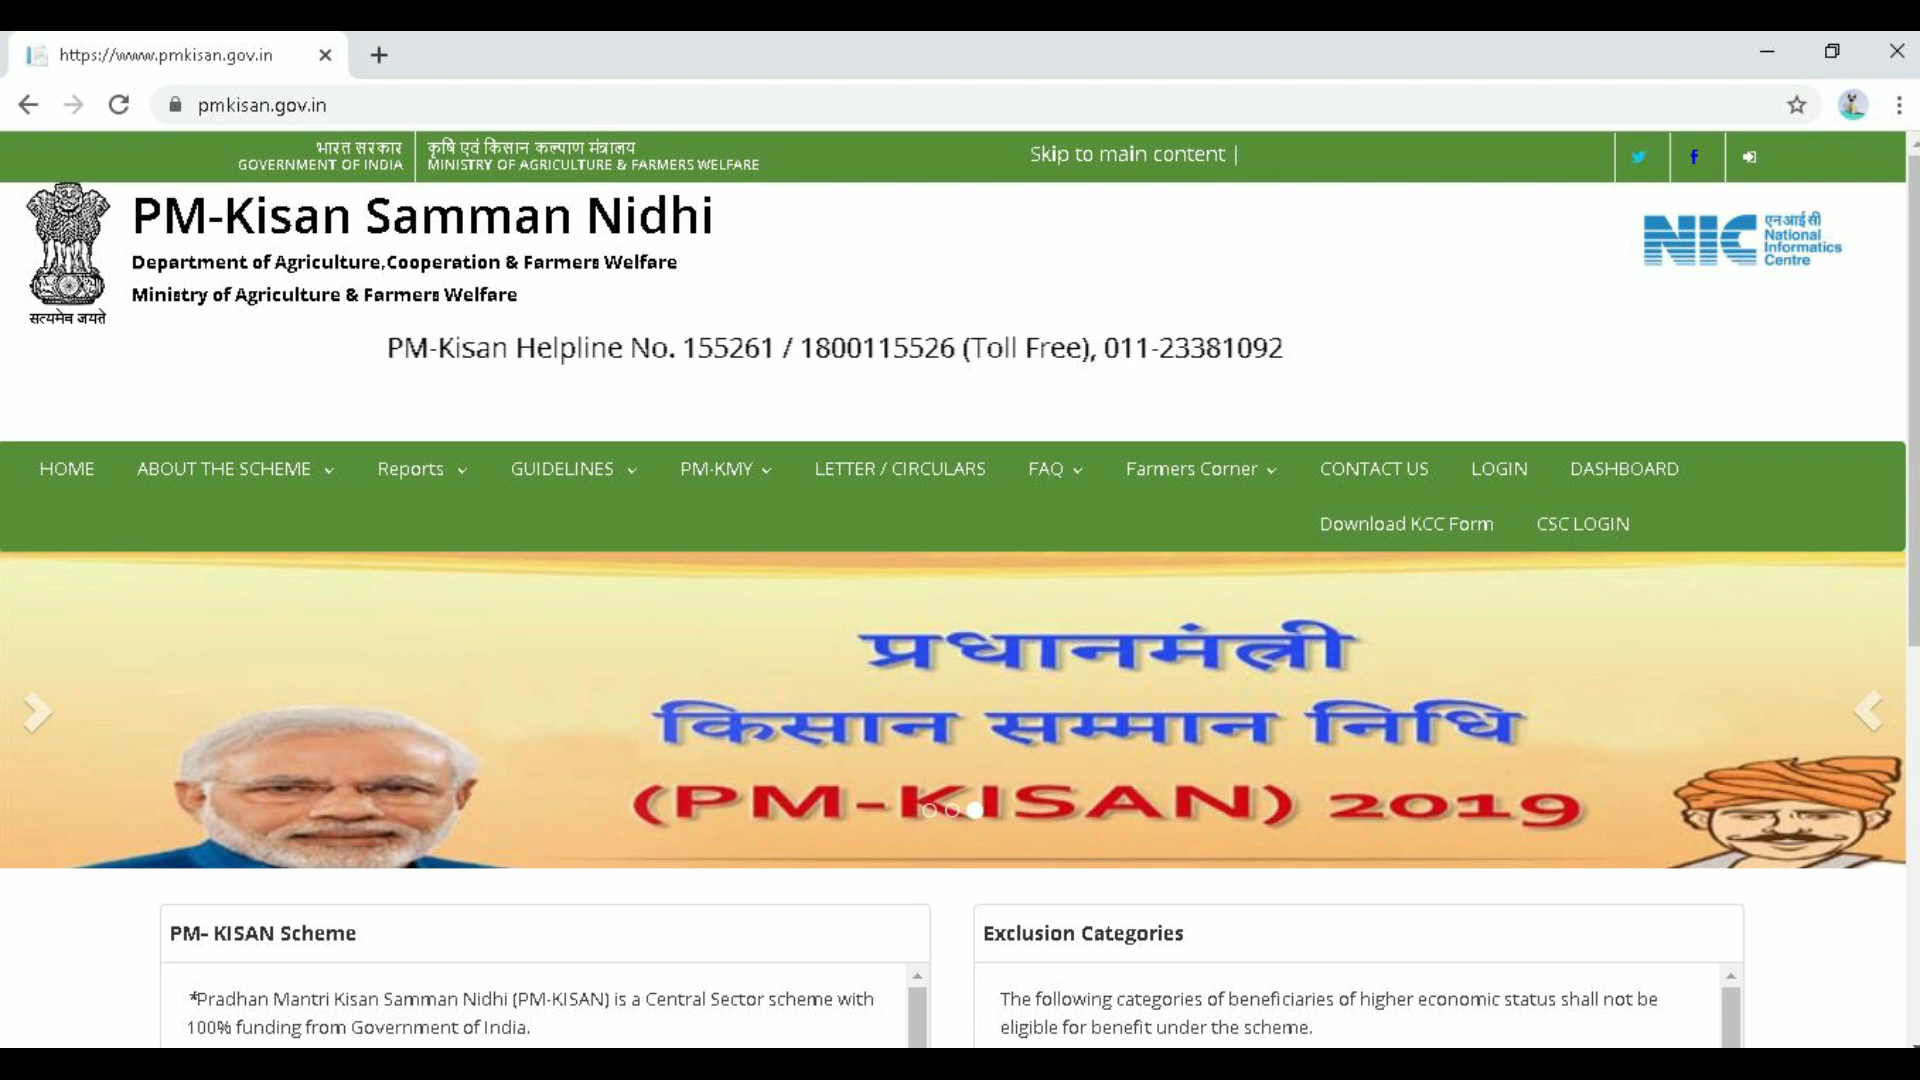 https://www.pmkisan.gov.in
pmkisan.gov.in
भारत सरकार
GOVERNMENT OF INDIA
कृषि एवं किसान कल्याण मंत्रालय
MINISTRY OF AGRICULTURE & FARMERS WELFARE
Skip to main content |
PM-Kisan Samman Nidhi
Department of Agriculture,Cooperation & Farmers Welfare
Ministry of Agriculture & Farmers Welfare
सत्यमेव जयते
NIC
एन आई सी
National
Informatics
Centre
PM-Kisan Helpline No. 155261 / 1800115526 (Toll Free), 011-23381092
HOME ABOUT THE SCHEME Reports GUIDELINES PM-KMY LETTER / CIRCULARS FAQ Farmers Corner CONTACT US LOGIN DASHBOARD
Download KCC Form CSC LOGIN
प्रधानमंत्री
किसान सम्मान निधि
(PM-KISAN) 2019
PM- KISAN Scheme
*Pradhan Mantri Kisan Samman Nidhi (PM-KISAN) is a Central Sector scheme with
100% funding from Government of India.
Exclusion Categories
The following categories of beneficiaries of higher economic status shall not be
eligible for benefit under the scheme.